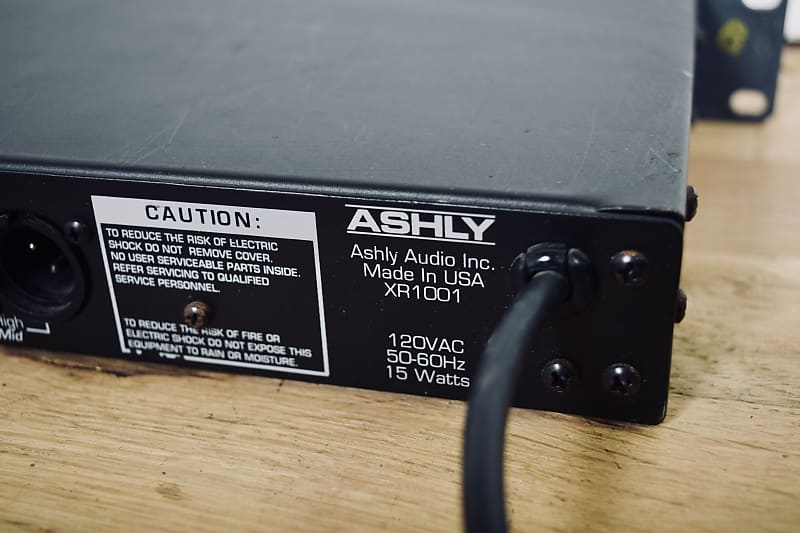 High
Mid
CAUTION:
TO REDUCE THE RISK OF ELECTRIC
SHOCK DO NOT REMOVE COVER.
NO USER SERVICEABLE PARTS INSIDE.
REFER SERVICING TO QUALIFIED
SERVICE PERSONNEL.
TO REDUCE THE RISK OF FIRE OR
ELECTRIC SHOCK DO NOT EXPOSE THIS
EQUIPMENT TO RAIN OR MOISTURE.
ASHLY
Ashly Audio Inc.
Made In USA
XR1001
120VAC
50-60Hz
15 Watts